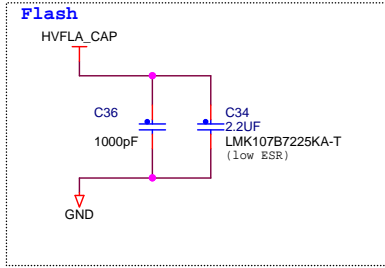 Flash
HVFLA_CAP
C36
1000pF
C34
2.2UF
LMK107B7225KA-T
(low ESR)
GND